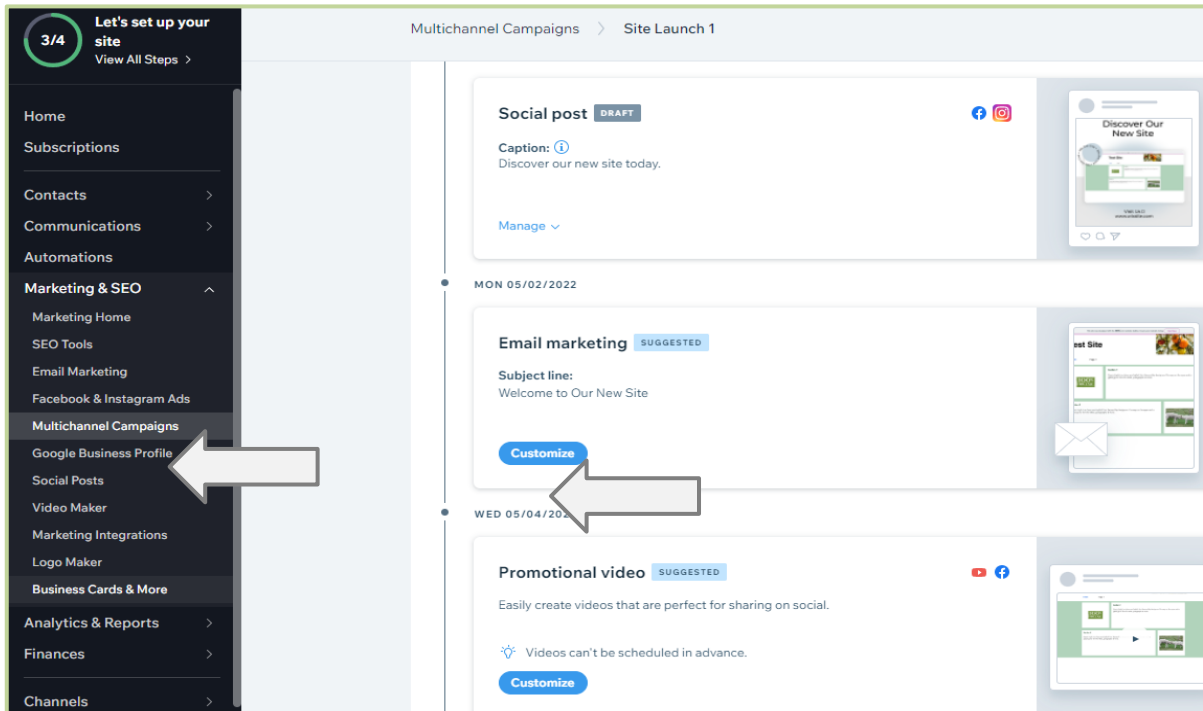 Let's set up your
site
3/4
View All Steps >
Home
Subscriptions
Contacts
Communications
Automations
Marketing & SEO
Marketing Home
SEO Tools
Email Marketing
Facebook & Instagram Ads
Multichannel Campaigns
Google Business Profile
Social Posts
Video Maker
Marketing Integrations
Logo Maker
Business Cards & More
Analytics & Reports
Finances
Channels
Multichannel Campaigns > Site Launch 1
Social post DRAFT
Caption:
Discover our new site today.
Manage
Discover Our
New Site
MON 05/02/2022
Email marketing SUGGESTED
Subject line:
Welcome to Our New Site
Customize
est Site
WED 05/04/202
Promotional video SUGGESTED
Easily create videos that are perfect for sharing on social.
Videos can't be scheduled in advance.
Customize